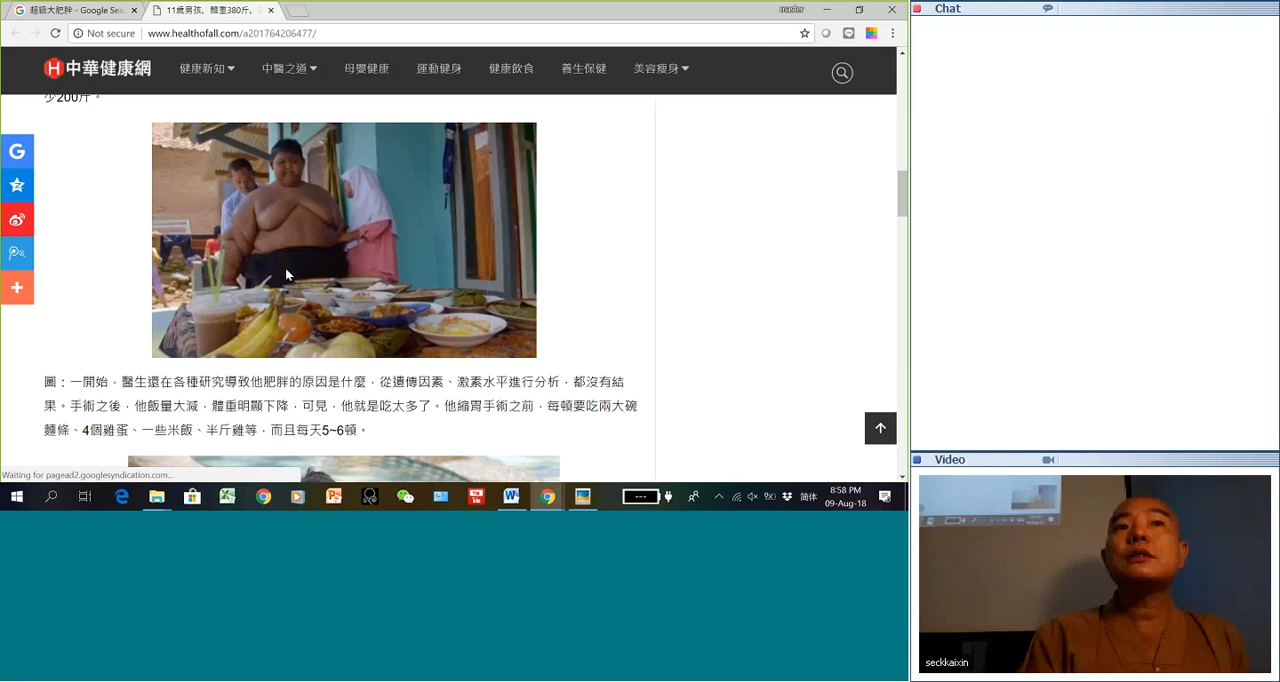 超級大肥胖 - Google Sea
11歲男孩，體重380斤，
master
Not secure | www.healthofall.com/a201764206477/
中華健康網
健康新知
中醫之道
母嬰健康
運動健身
健康飲食
養生保健
美容瘦身
少200斤。
圖：一開始，醫生還在各種研究導致他肥胖的原因是什麼，從遺傳因素、激素水平進行分析，都沒有結
果。手術之後，他飯量大減，體重明顯下降，可見，他就是吃太多了。他縮胃手術之前，每頓要吃兩大碗
麵條、4個雞蛋、一些米飯、半斤雞等，而且每天5~6頓。
Waiting for pagead2.googlesyndication.com...
简体
8:58 PM
09-Aug-18
Chat
Video
seckkaixin